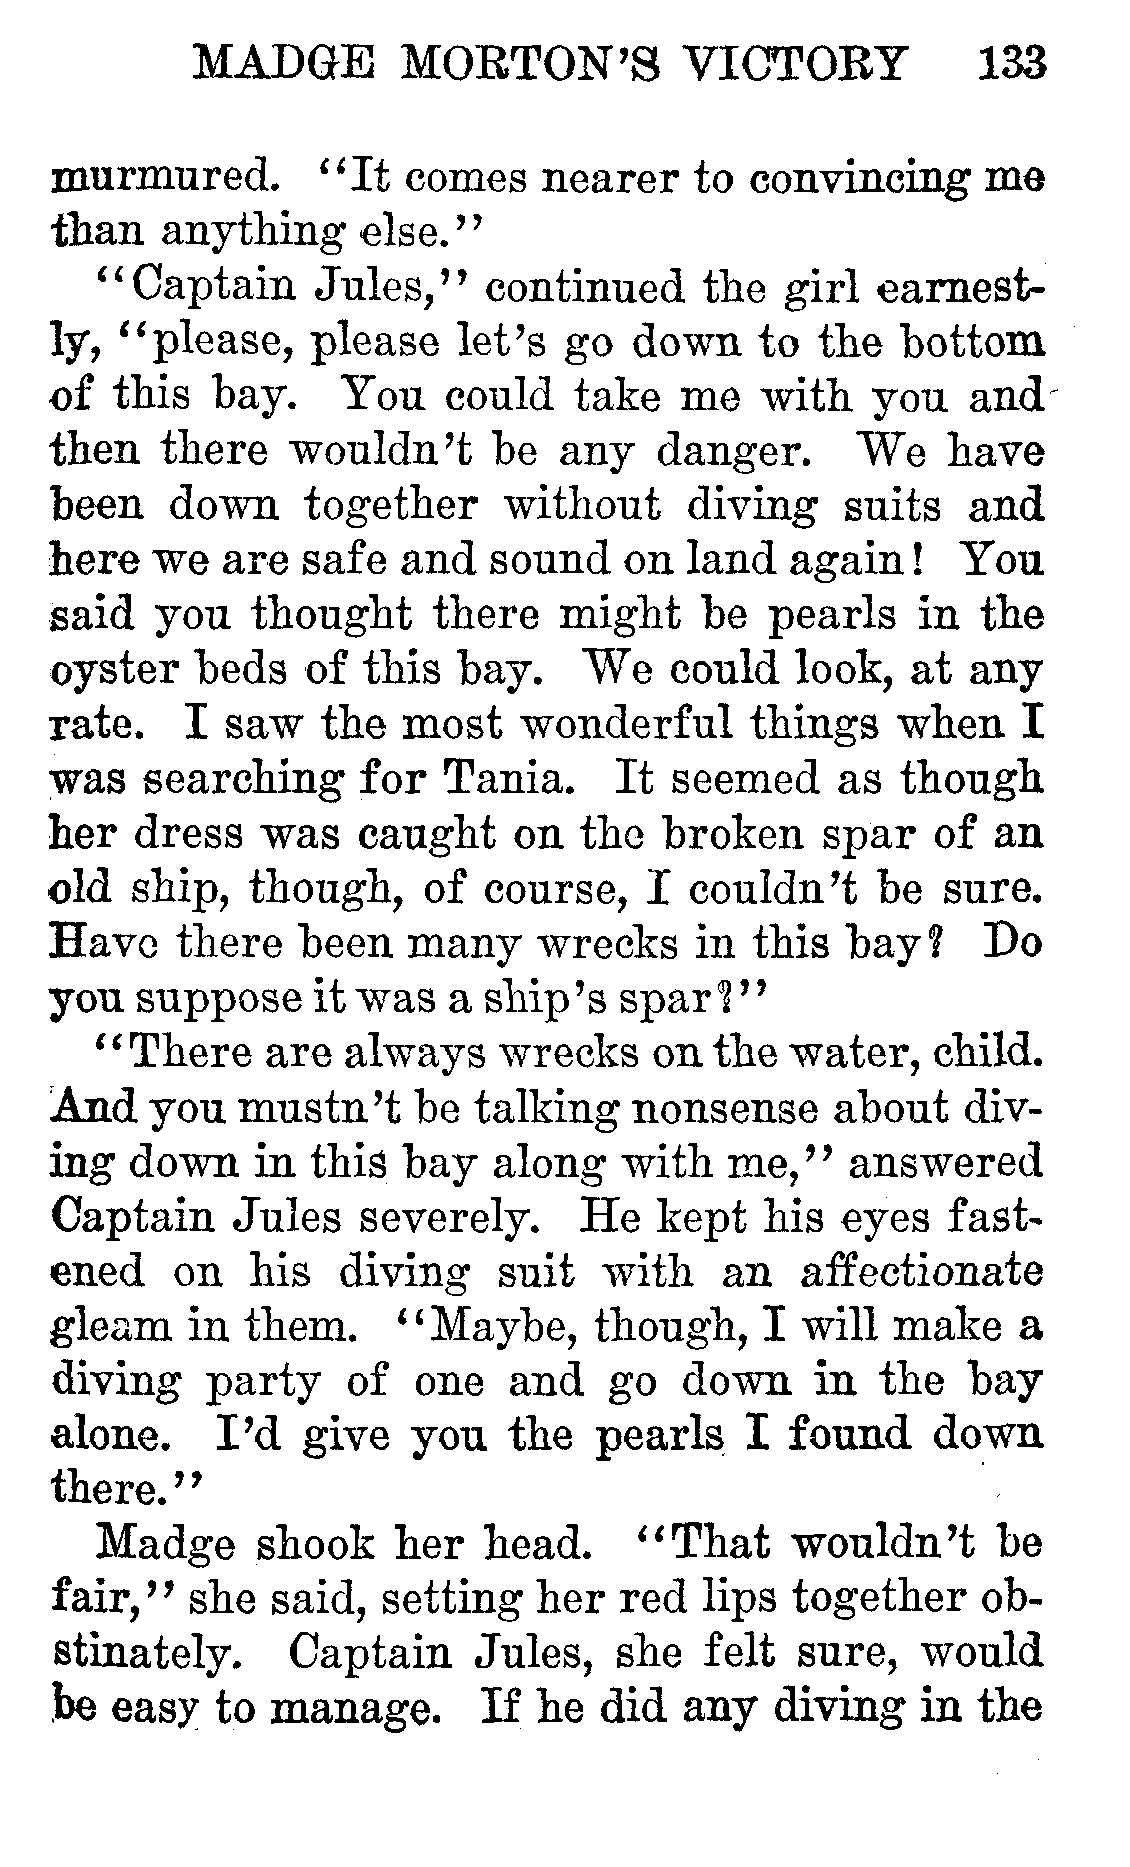 MADGE MORTON'S VICTORY 133
murmured. "It comes nearer to convincing me
than anything else."
"Captain Jules," continued the girl earnest-
ly, "please, please let's go down to the bottom
of this bay. You could take me with you and
then there wouldn't be any danger. We have
been down together without diving suits and
here we are safe and sound on land again! You
said you thought there might be pearls in the
oyster beds of this bay. We could look, at any
rate. I saw the most wonderful things when I
was searching for Tania. It seemed as though
her dress was caught on the broken spar of an
old ship, though, of course, I couldn't be sure.
Have there been many wrecks in this bay? Do
you suppose it was a ship's spar?"
"There are always wrecks on the water, child.
And you mustn't be talking nonsense about div-
ing down in this bay along with me," answered
Captain Jules severely. He kept his eyes fast-
ened on his diving suit with an affectionate
gleam in them. "Maybe, though, I will make a
diving party of one and go down in the bay
alone. I'd give you the pearls I found down
there."
Madge shook her head. "That wouldn't be
fair," she said, setting her red lips together ob-
stinately. Captain Jules, she felt sure, would
be easy to manage. If he did any diving in the